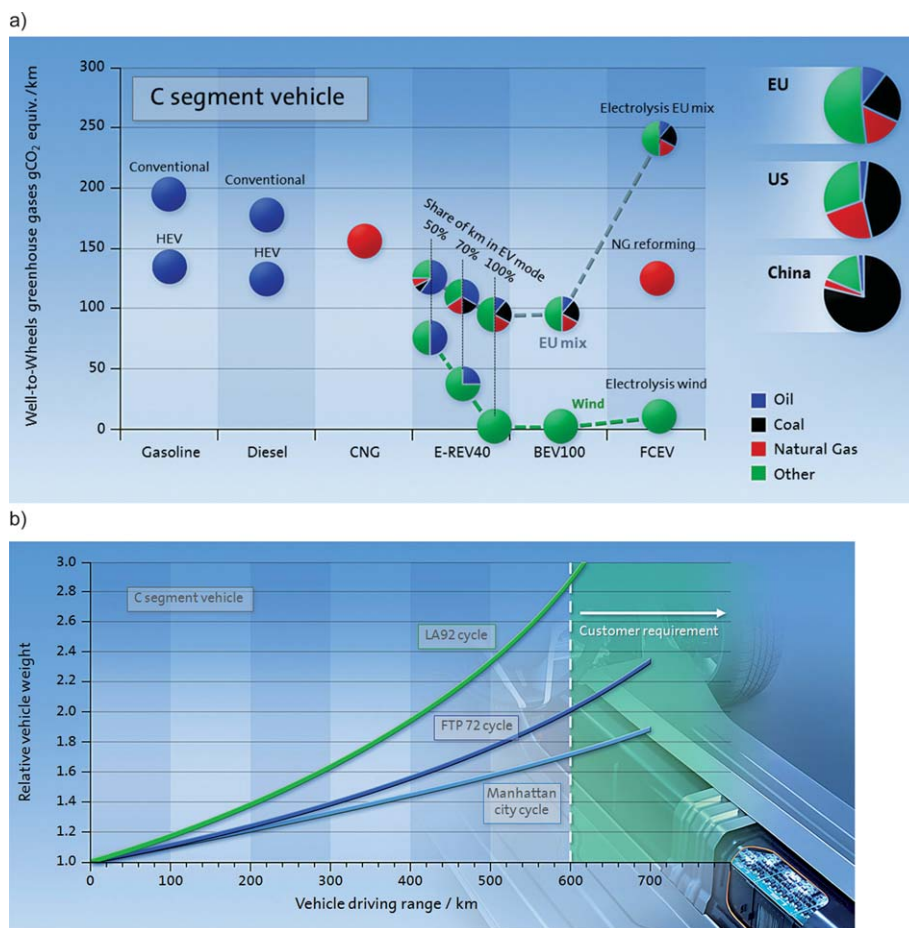 a)
300
C segment vehicle
EU
Electrolysis EU mix
250
Conventional
200
Conventional
US
Share of km in EV mode
50%
70%
100%
HEV
HEV
NG reforming
150
China
100
EU mix
50
Electrolysis wind
Wind
0
Well-to-Wheels greenhouse gases gCO₂ equiv./km
Gasoline
Diesel
CNG
E-REV40
BEV100
FCEV
Oil
Coal
Natural Gas
Other
b)
3.0
C segment vehicle
2.8
2.6
LA92 cycle
Customer requirement
2.4
2.2
FTP 72 cycle
2.0
1.8
1.6
Manhattan
city cycle
1.4
1.2
1.0
Relative vehicle weight
0
100
200
300
400
500
600
700
Vehicle driving range / km